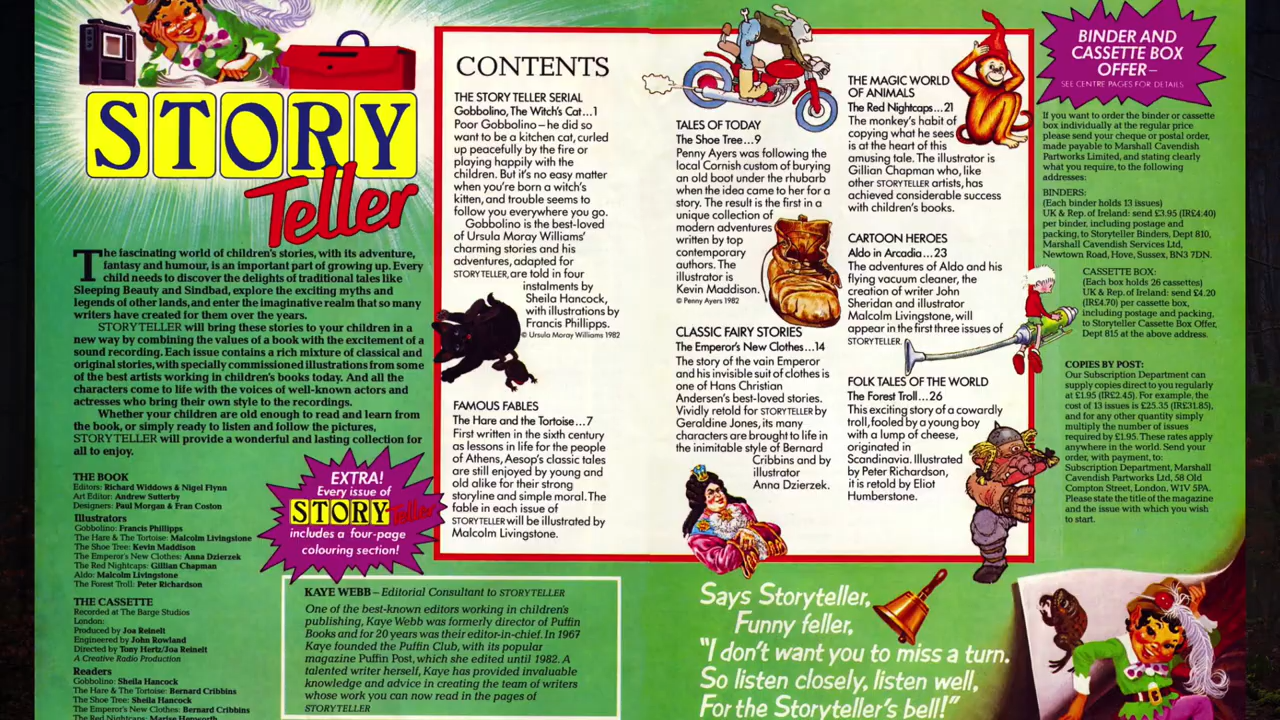 STORY
Teller
The fascinating world of children's stories, with its adventure,
fantasy and humour, is an important part of growing up. Every
child needs to discover the delights of traditional tales like
Sleeping Beauty and Sindbad, explore the exciting myths and
legends of other lands, and enter the imaginative realm that so many
writers have created for them over the years.
STORYTELLER will bring these stories to your children in a
new way by combining the values of a book with the excitement of a
sound recording. Each issue contains a rich mixture of classical and
original stories, with specially commissioned illustrations from some
of the best artists working in children's books today. And all the
characters come to life with the voices of well-known actors and
actresses who bring their own style to the recordings.
Whether your children are old enough to read and learn from
the book, or simply ready to listen and follow the pictures,
STORYTELLER will provide a wonderful and lasting collection for
all to enjoy.
THE BOOK
Editors: Richard Widdows & Nigel Flynn
Art Editor: Andrew Sutterby
Designers: Paul Morgan & Fran Coston
Illustrators
Gobbolino: Francis Phillipps
The Hare & The Tortoise: Malcolm Livingstone
The Shoe Tree: Kevin Maddison
The Emperor's New Clothes: Anna Dzierzek
The Red Nightcaps: Gillian Chapman
Aldo: Malcolm Livingstone
The Forest Troll: Peter Richardson
THE CASSETTE
Recorded at The Barge Studios
London:
Produced by Joa Reinelt
Engineered by John Rowland
Directed by Tony Hertz/Joa Reinelt
A Creative Radio Production
Readers
Gobbolino: Sheila Hancock
The Hare & The Tortoise: Bernard Cribbins
The Shoe Tree: Sheila Hancock
The Emperor's New Clothes: Bernard Cribbins
The Red Nightcaps: Marise Hepworth
EXTRA!
Every issue of
STORY Teller
includes a four-page
colouring section!
CONTENTS
THE STORY TELLER SERIAL
Gobbolino, The Witch's Cat...1
Poor Gobbolino – he did so
want to be a kitchen cat, curled
up peacefully by the fire or
playing happily with the
children. But it's no easy matter
when you're born a witch's
kitten, and trouble seems to
follow you everywhere you go.
Gobbolino is the best-loved
of Ursula Moray Williams'
charming stories and his
adventures, adapted for
STORYTELLER, are told in four
instalments by
Sheila Hancock,
with illustrations by
Francis Phillipps.
© Ursula Moray Williams 1982
FAMOUS FABLES
The Hare and the Tortoise...7
First written in the sixth century
as lessons in life for the people
of Athens, Aesop's classic tales
are still enjoyed by young and
old alike for their strong
storyline and simple moral. The
fable in each issue of
STORYTELLER will be illustrated by
Malcolm Livingstone.
TALES OF TODAY
The Shoe Tree...9
Penny Ayers was following the
local Cornish custom of burying
an old boot under the rhubarb
when the idea came to her for a
story. The result is the first in a
unique collection of
modern adventures
written by top
contemporary
authors. The
illustrator is
Kevin Maddison.
© Penny Ayers 1982
CLASSIC FAIRY STORIES
The Emperor's New Clothes...14
The story of the vain Emperor
and his invisible suit of clothes is
one of Hans Christian
Andersen's best-loved stories.
Vividly retold for STORYTELLER by
Geraldine Jones, its many
characters are brought to life in
the inimitable style of Bernard
Cribbins and by
illustrator
Anna Dzierzek.
THE MAGIC WORLD
OF ANIMALS
The Red Nightcaps...21
The monkey's habit of
copying what he sees
is at the heart of this
amusing tale. The illustrator is
Gillian Chapman who, like
other STORYTELLER artists, has
achieved considerable success
with children's books.
CARTOON HEROES
Aldo in Arcadia...23
The adventures of Aldo and his
flying vacuum cleaner, the
creation of writer John
Sheridan and illustrator
Malcolm Livingstone, will
appear in the first three issues of
STORYTELLER.
FOLK TALES OF THE WORLD
The Forest Troll...26
This exciting story of a cowardly
troll, fooled by a young boy
with a lump of cheese,
originated in
Scandinavia. Illustrated
by Peter Richardson,
it is retold by Eliot
Humberstone.
BINDER AND
CASSETTE BOX
OFFER–
SEE CENTRE PAGES FOR DETAILS
If you want to order the binder or cassette
box individually at the regular price
please send your cheque or postal order,
made payable to Marshall Cavendish
Partworks Limited, and stating clearly
what you require, to the following
addresses:
BINDERS:
(Each binder holds 13 issues)
UK & Rep. of Ireland: send £3.95 (IR£4.40)
per binder, including postage and
packing, to Storyteller Binders, Dept 810,
Marshall Cavendish Services Ltd,
Newtown Road, Hove, Sussex, BN3 7DN.
CASSETTE BOX:
(Each box holds 26 cassettes)
UK & Rep. of Ireland: send £4.20
(IR£4.70) per cassette box,
including postage and packing,
to Storyteller Cassette Box Offer,
Dept 815 at the above address.
COPIES BY POST:
Our Subscription Department can
supply copies direct to you regularly
at £1.95 (IR£2.45). For example, the
cost of 13 issues is £25.35 (IR£31.85),
and for any other quantity simply
multiply the number of issues
required by £1.95. These rates apply
anywhere in the world. Send your
order, with payment, to:
Subscription Department, Marshall
Cavendish Partworks Ltd, 58 Old
Compton Street, London, W1V 5PA.
Please state the title of the magazine
and the issue with which you wish
to start.
KAYE WEBB – Editorial Consultant to STORYTELLER
One of the best-known editors working in children's
publishing, Kaye Webb was formerly director of Puffin
Books and for 20 years was their editor-in-chief. In 1967
Kaye founded the Puffin Club, with its popular
magazine Puffin Post, which she edited until 1982. A
talented writer herself, Kaye has provided invaluable
knowledge and advice in creating the team of writers
whose work you can now read in the pages of
STORYTELLER
Says Storyteller,
Funny feller,
"I don't want you to miss a turn.
So listen closely, listen well,
For the Storyteller's bell!"